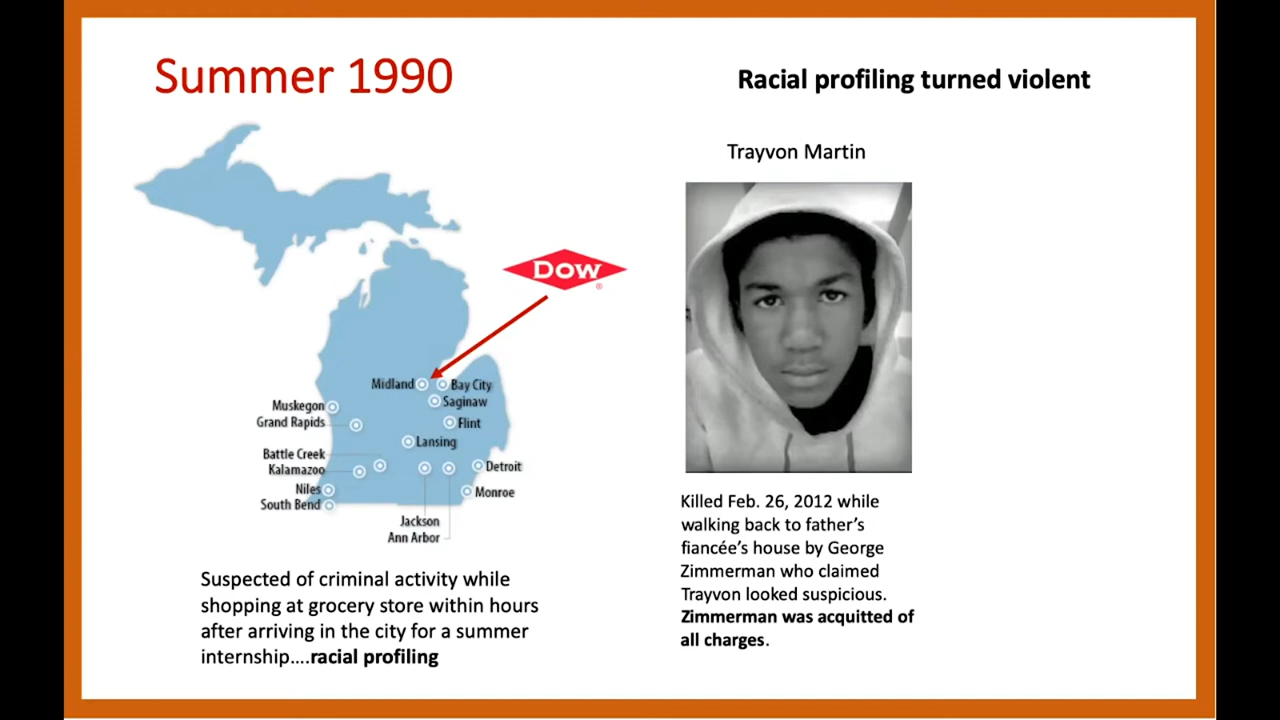 Summer 1990
Racial profiling turned violent
Trayvon Martin
Dow
®
Midland
Bay City
Saginaw
Muskegon
Grand Rapids
Flint
Lansing
Battle Creek
Kalamazoo
Detroit
Niles
Monroe
South Bend
Jackson
Ann Arbor
Suspected of criminal activity while
shopping at grocery store within hours
after arriving in the city for a summer
internship....racial profiling
Killed Feb. 26, 2012 while
walking back to father’s
fiancée’s house by George
Zimmerman who claimed
Trayvon looked suspicious.
Zimmerman was acquitted of
all charges.